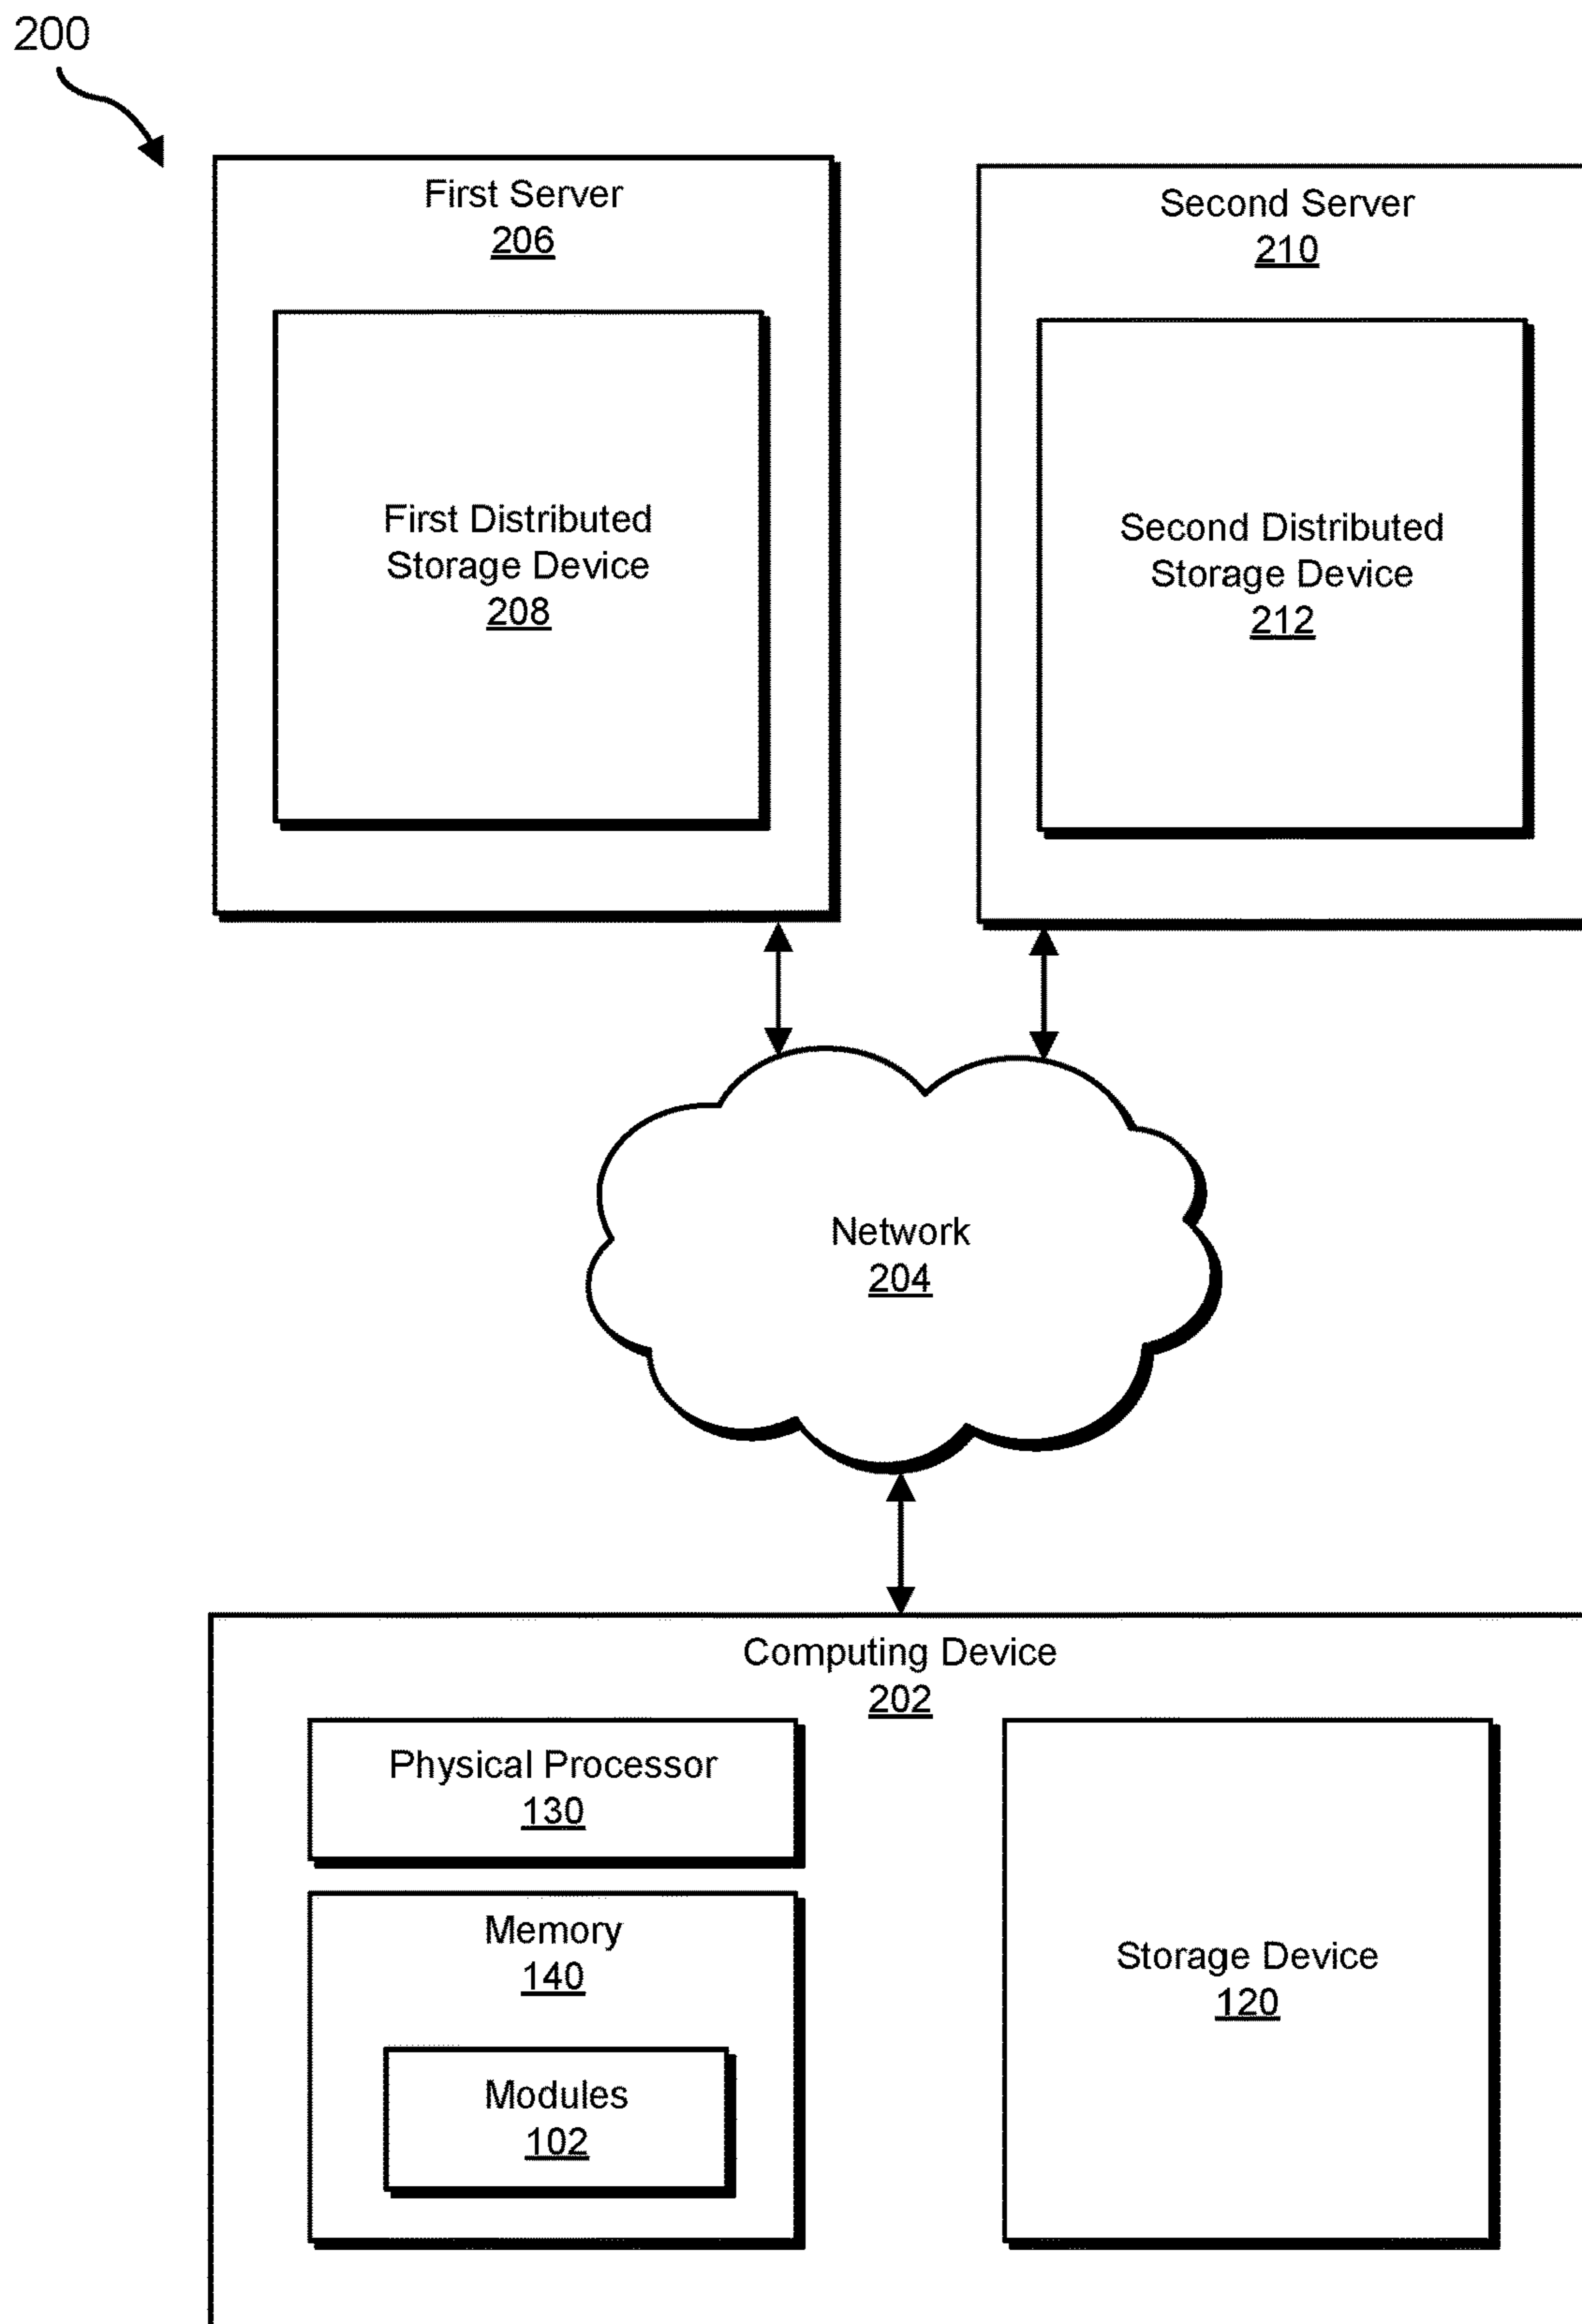 200
First Server
206
First Distributed
Storage Device
208
Second Server
210
Second Distributed
Storage Device
212
Network
204
Computing Device
202
Physical Processor
130
Memory
140
Modules
102
Storage Device
120